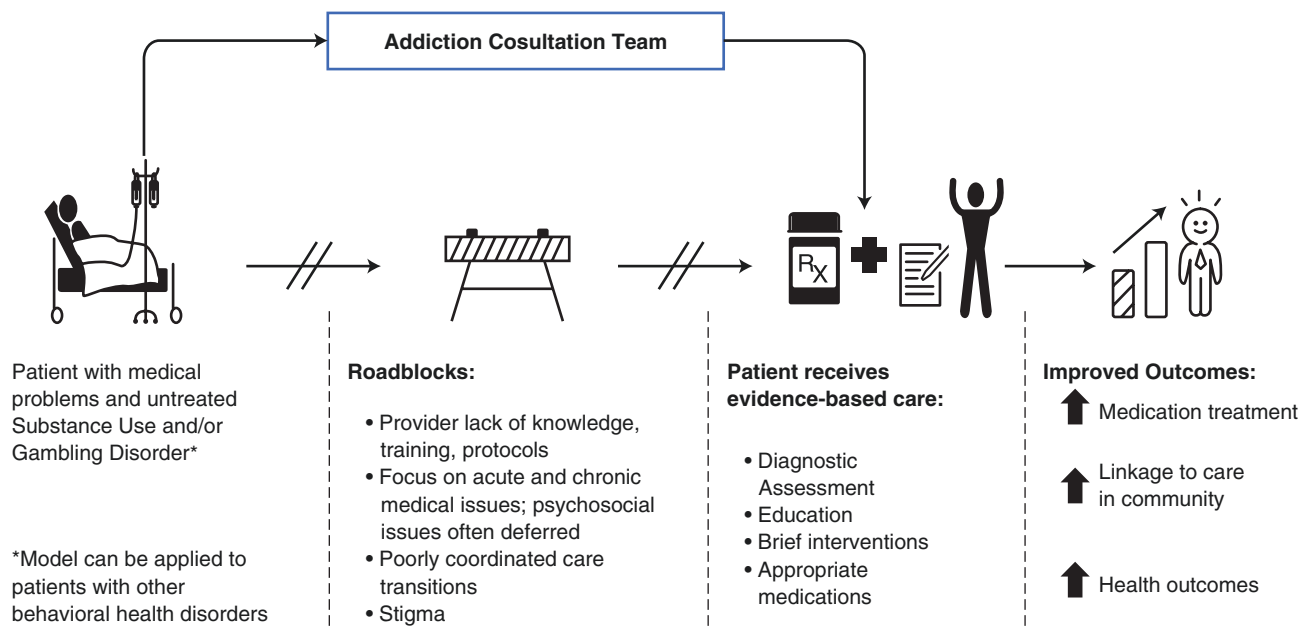 Addiction Cosultation Team
Rx
Patient with medical
problems and untreated
Substance Use and/or
Gambling Disorder*
*Model can be applied to
patients with other
behavioral health disorders
Roadblocks:
• Provider lack of knowledge,
training, protocols
• Focus on acute and chronic
medical issues; psychosocial
issues often deferred
• Poorly coordinated care
transitions
• Stigma
Patient receives
evidence-based care:
• Diagnostic
Assessment
• Education
• Brief interventions
• Appropriate
medications
Improved Outcomes:
Medication treatment
Linkage to care
in community
Health outcomes